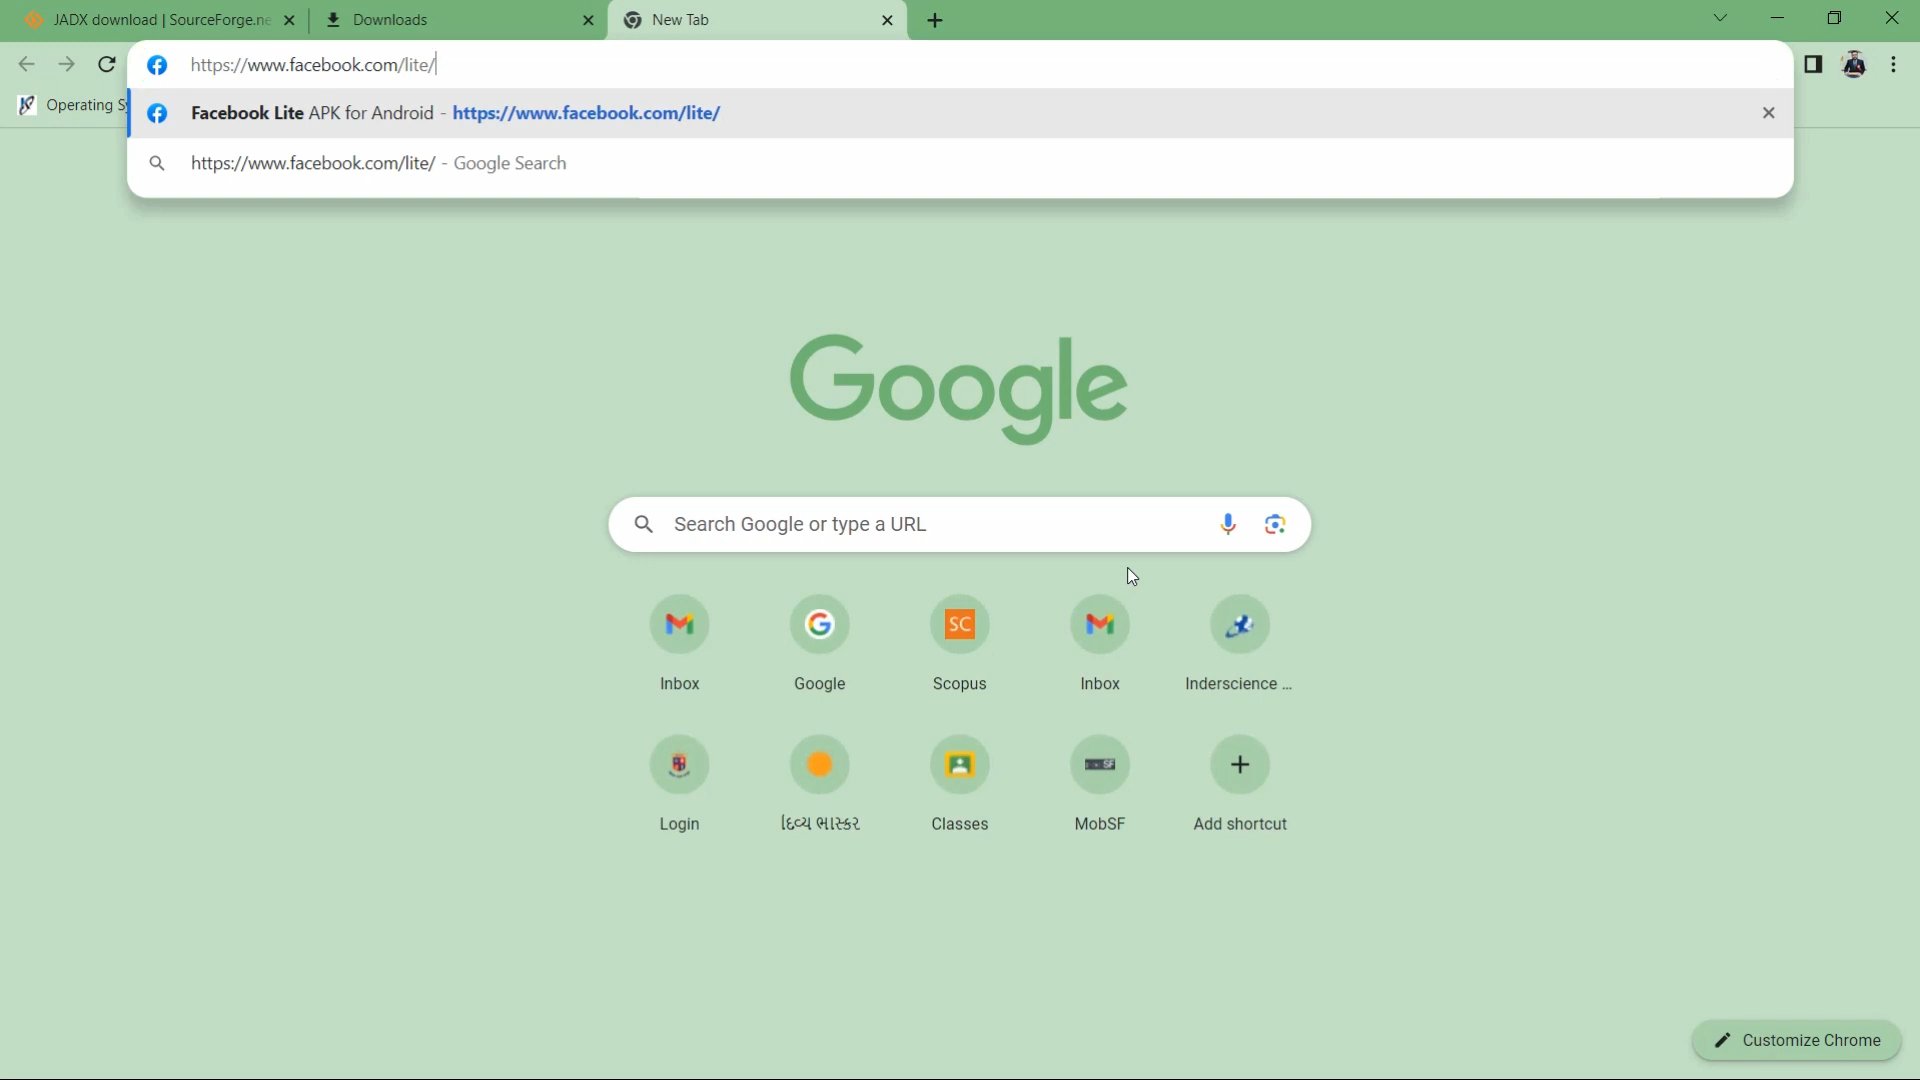 JADX download | SourceForge.ne
Downloads
New Tab
https://www.facebook.com/lite/
Operating Sy
Facebook Lite APK for Android - https://www.facebook.com/lite/
https://www.facebook.com/lite/ - Google Search
Google
Search Google or type a URL
SC
Inbox
Google
Scopus
Inbox
Inderscience ...
SF
Login
દિવ્ય ભાસ્કર
Classes
MobSF
Add shortcut
Customize Chrome